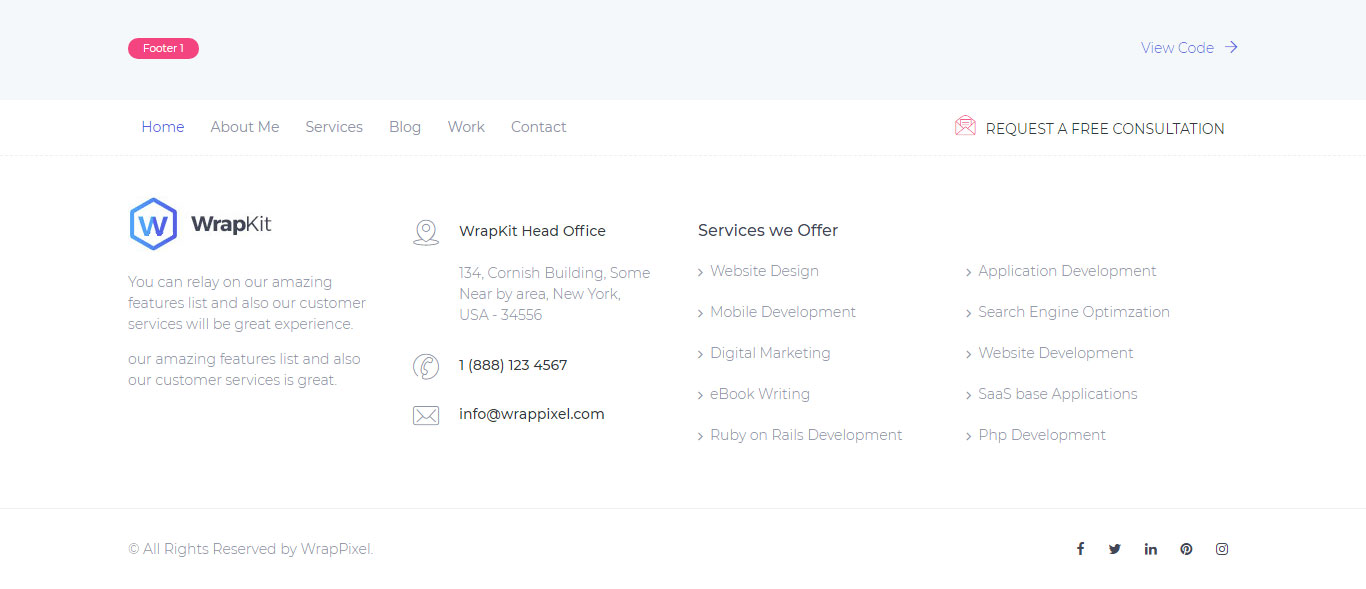 Footer 1
View Code
Home About Me Services Blog Work Contact
REQUEST A FREE CONSULTATION
W WrapKit
You can relay on our amazing
features list and also our customer
services will be great experience.
our amazing features list and also
our customer services is great.
WrapKit Head Office
134, Cornish Building, Some
Near by area, New York,
USA - 34556
1 (888) 123 4567
info@wrappixel.com
Services we Offer
Website Design
Mobile Development
Digital Marketing
eBook Writing
Ruby on Rails Development
Application Development
Search Engine Optimzation
Website Development
SaaS base Applications
Php Development
© All Rights Reserved by WrapPixel.